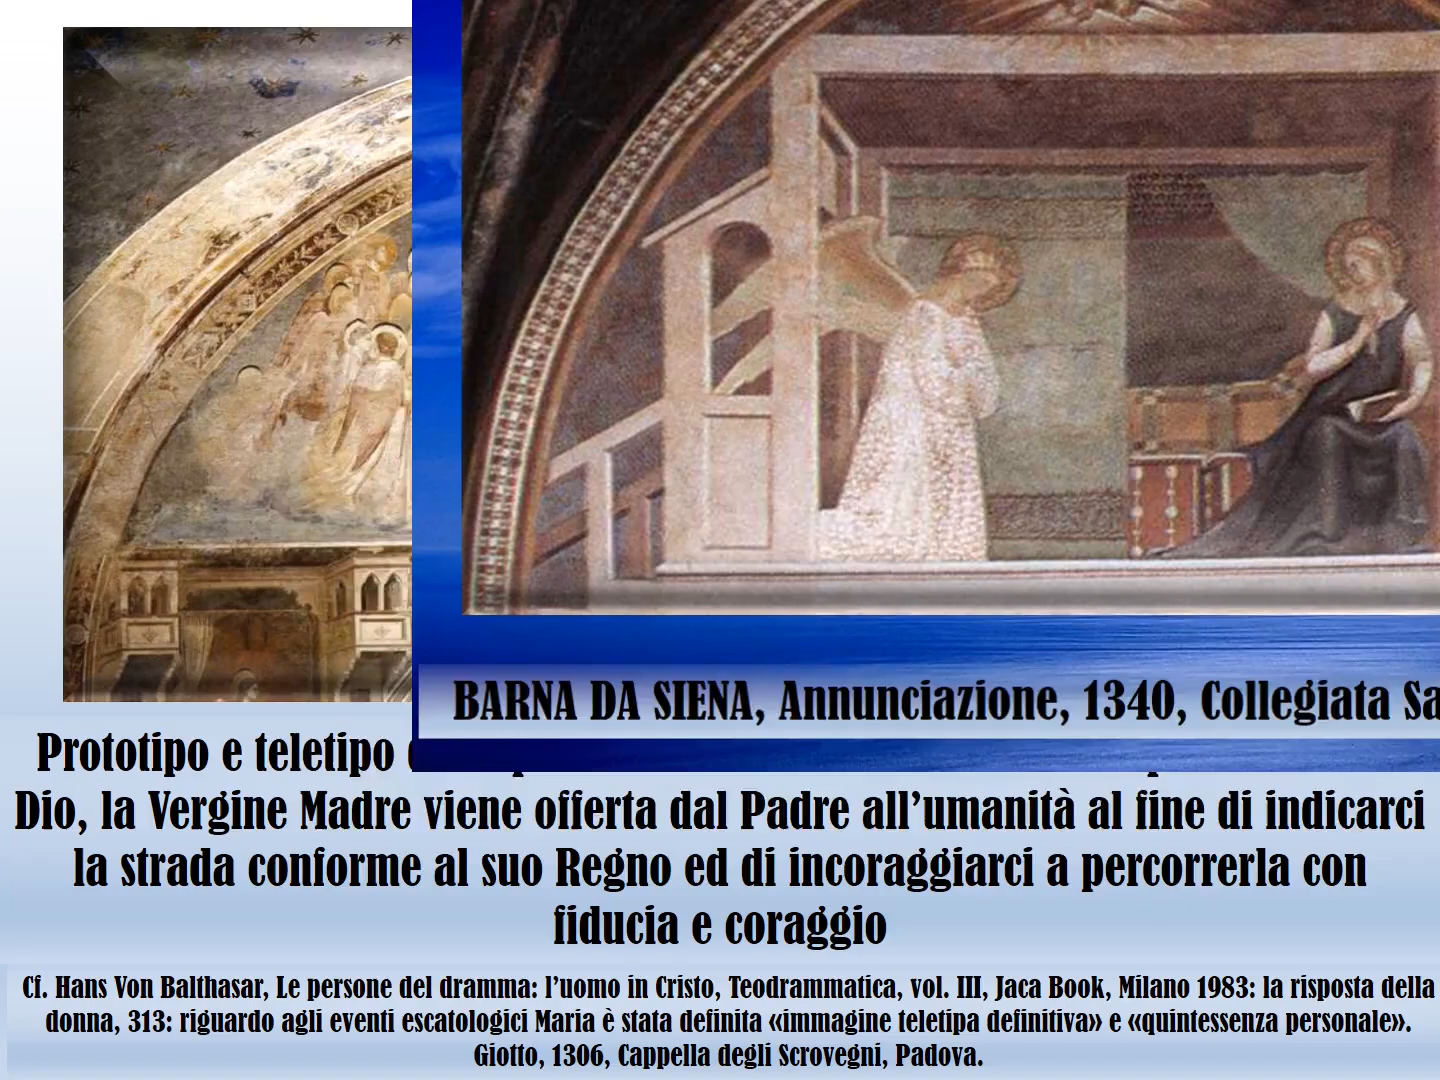 BARNA DA SIENA, Annunciazione, 1340, Collegiata
Prototipo e teletipo
Dio, la Vergine Madre viene offerta dal Padre all’umanità al fine di indicarci
la strada conforme al suo Regno ed di incoraggiarci a percorrerla con
fiducia e coraggio
Cf. Hans Von Balthasar, Le persone del dramma: l’uomo in Cristo, Teodrammatica, vol. III, Jaca Book, Milano 1983: la risposta della
donna, 313: riguardo agli eventi escatologici Maria è stata definita «immagine teletipa definitiva» e «quintessenza personale».
Giotto, 1306, Cappella degli Scrovegni, Padova.